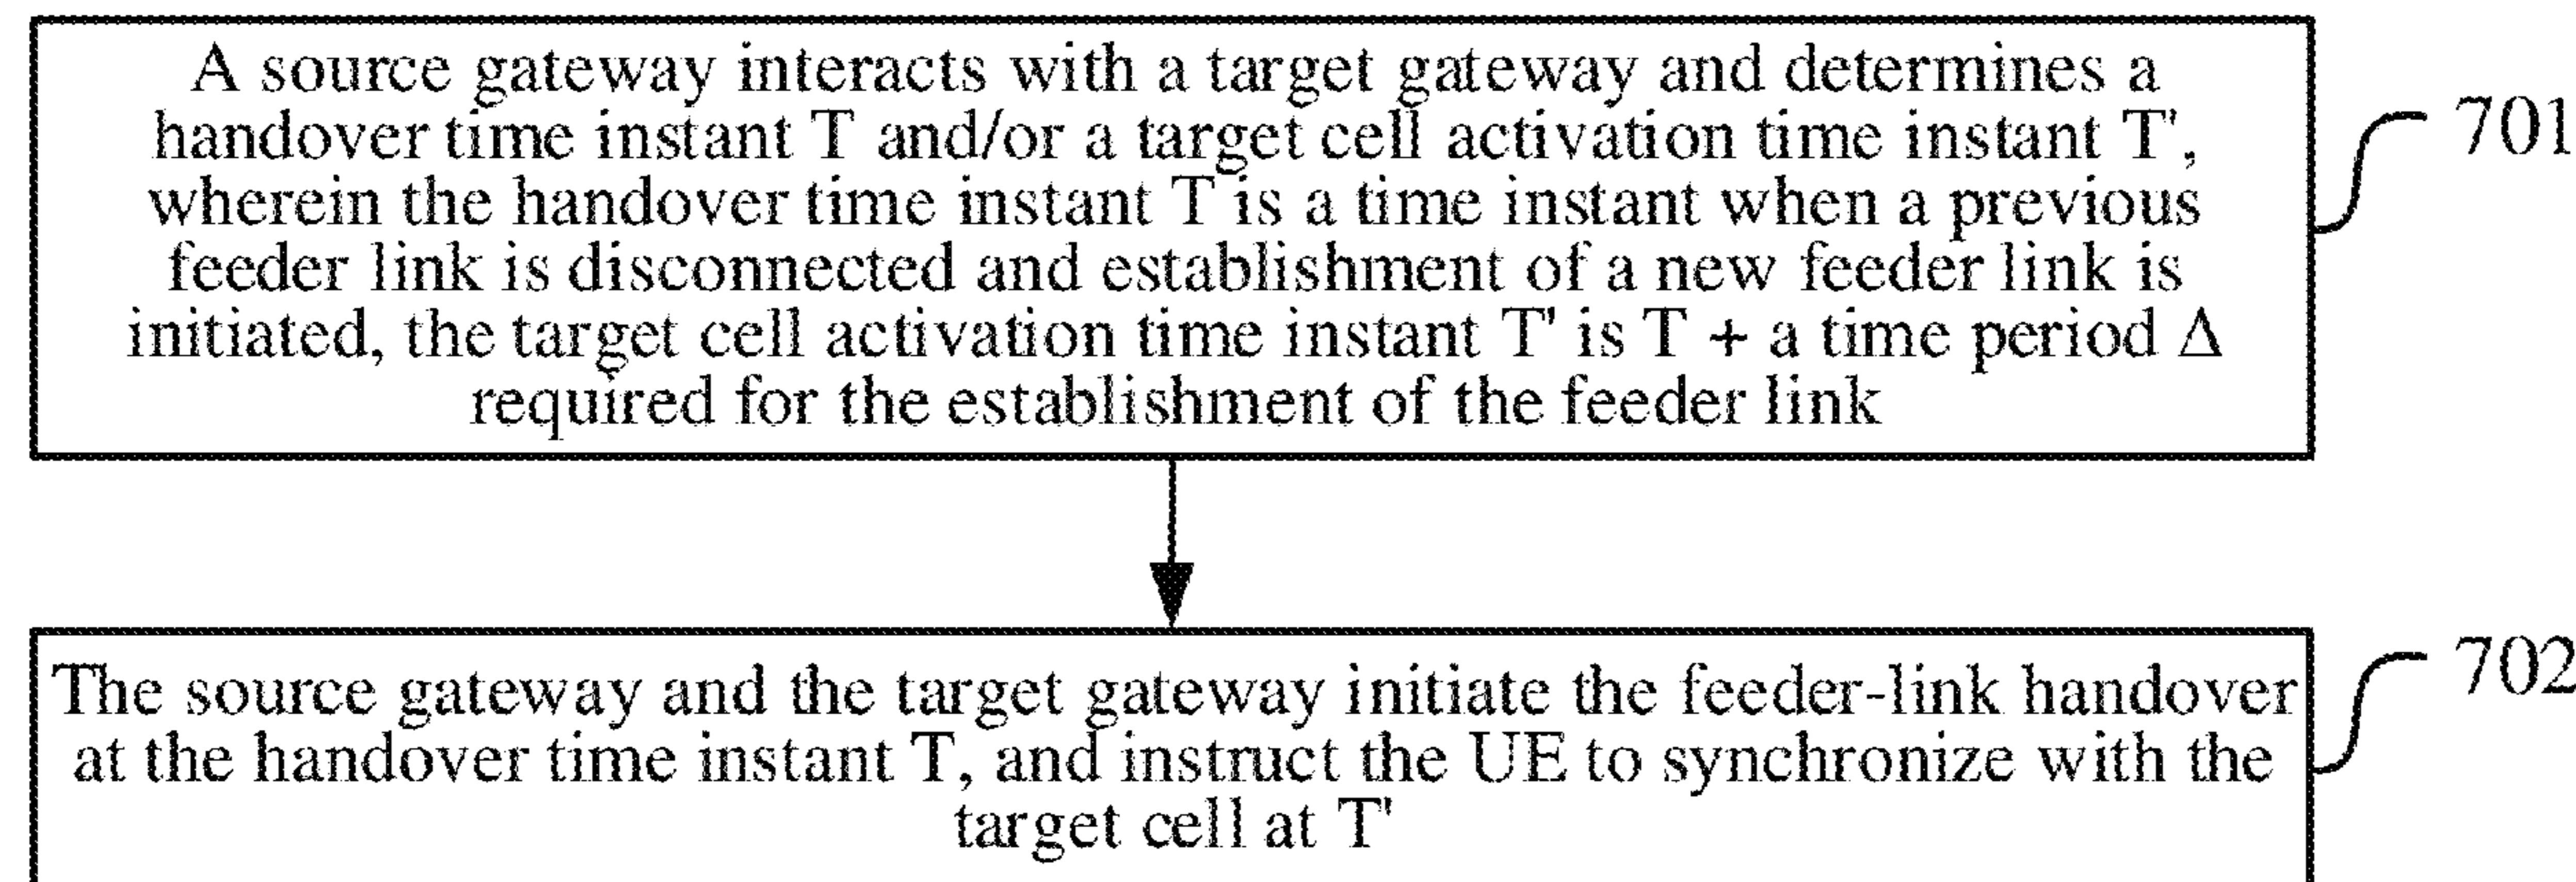 A source gateway interacts with a target gateway and determines a
handover time instant T and/or a target cell activation time instant T',
wherein the handover time instant T is a time instant when a previous
feeder link is disconnected and establishment of a new feeder link is
initiated, the target cell activation time instant T' is T + a time period Δ
required for the establishment of the feeder link
701
The source gateway and the target gateway initiate the feeder-link handover
at the handover time instant T, and instruct the UE to synchronize with the
target cell at T'
702